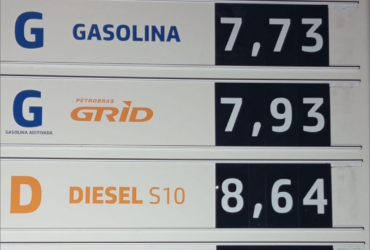 G GASOLINA 7,73
G PETROBRAS GRID 7,93
GASOLINA ADITIVADA
D DIESEL S10 8,64